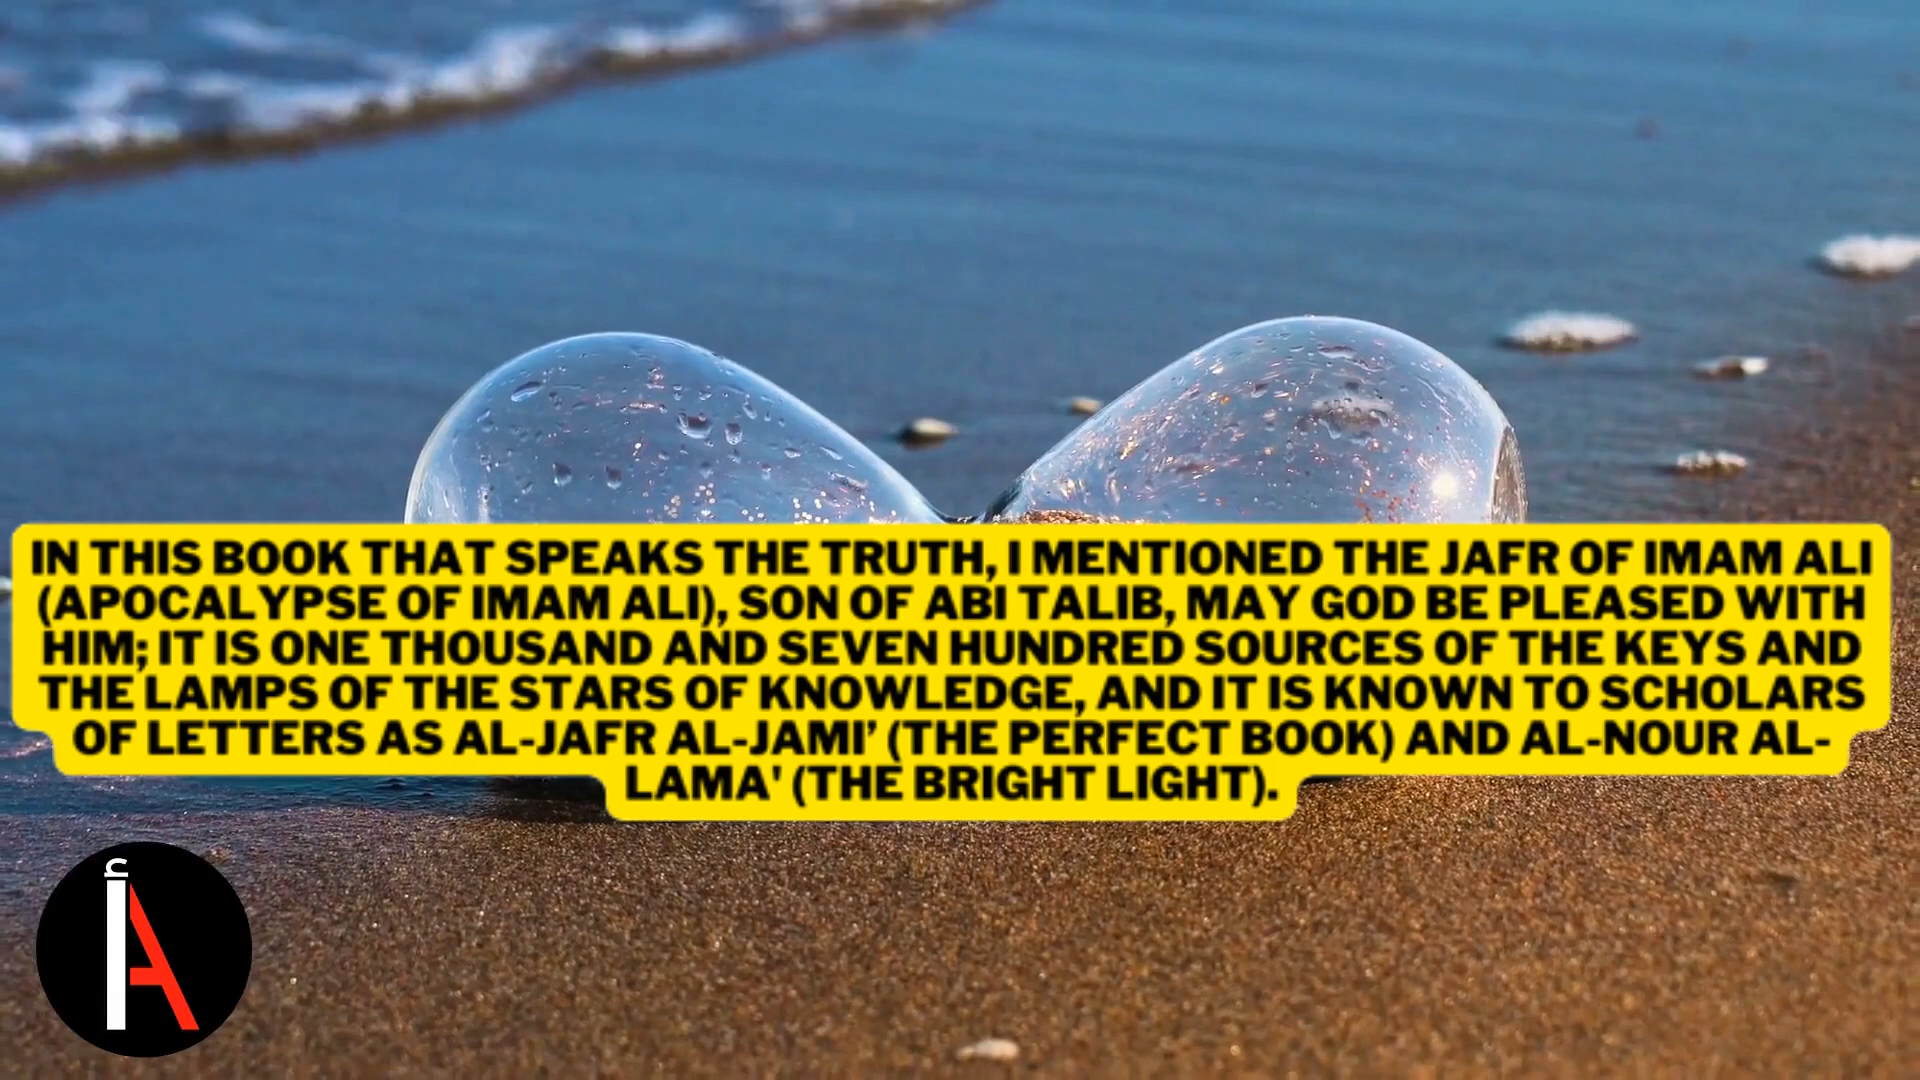 IN THIS BOOK THAT SPEAKS THE TRUTH, I MENTIONED THE JAFR OF IMAM ALI
(APOCALYPSE OF IMAM ALI), SON OF ABI TALIB, MAY GOD BE PLEASED WITH
HIM; IT IS ONE THOUSAND AND SEVEN HUNDRED SOURCES OF THE KEYS AND
THE LAMPS OF THE STARS OF KNOWLEDGE, AND IT IS KNOWN TO SCHOLARS
OF LETTERS AS AL-JAFR AL-JAMI’ (THE PERFECT BOOK) AND AL-NOUR AL-
LAMA' (THE BRIGHT LIGHT).